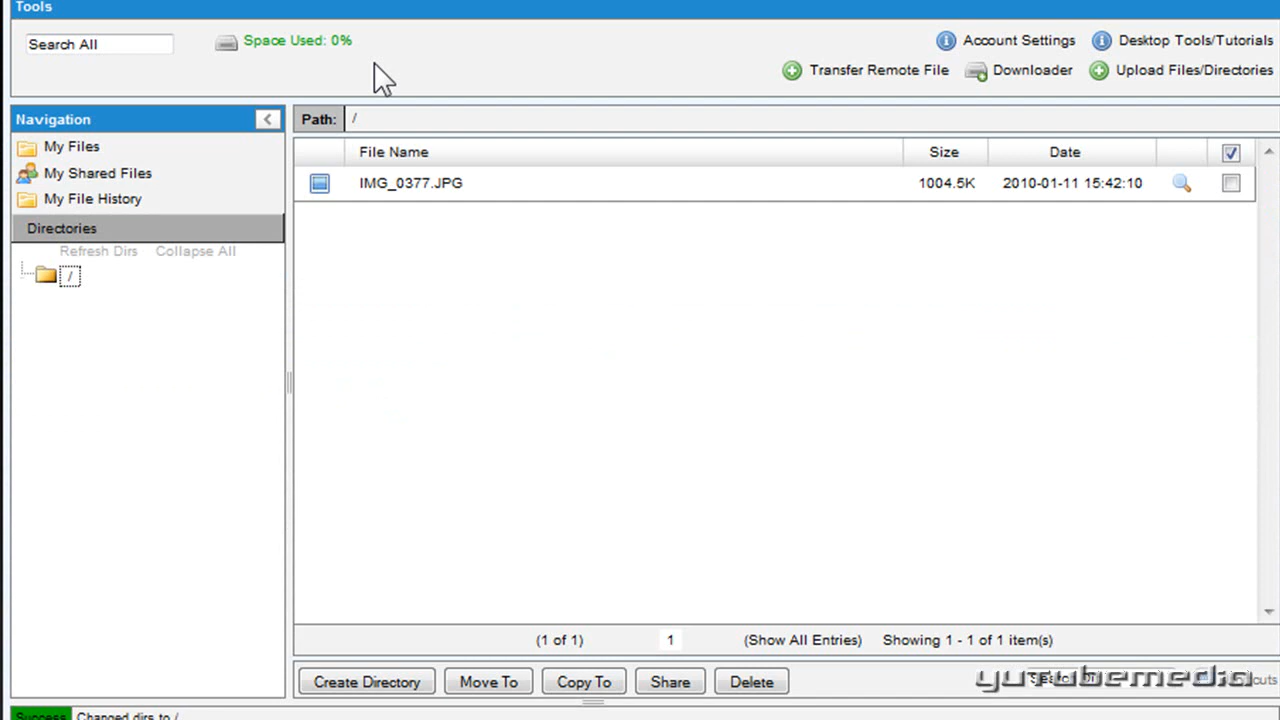 Tools
Search All
Space Used: 0%
Account Settings
Desktop Tools/Tutorials
Transfer Remote File
Downloader
Upload Files/Directories
Navigation
Path: /
My Files
My Shared Files
My File History
Directories
Refresh Dirs Collapse All
/
File Name Size Date
IMG_0377.JPG 1004.5K 2010-01-11 15:42:10
(1 of 1) 1 (Show All Entries) Showing 1 - 1 of 1 item(s)
Create Directory Move To Copy To Share Delete
yutubemedia
Success Changed dirs to /